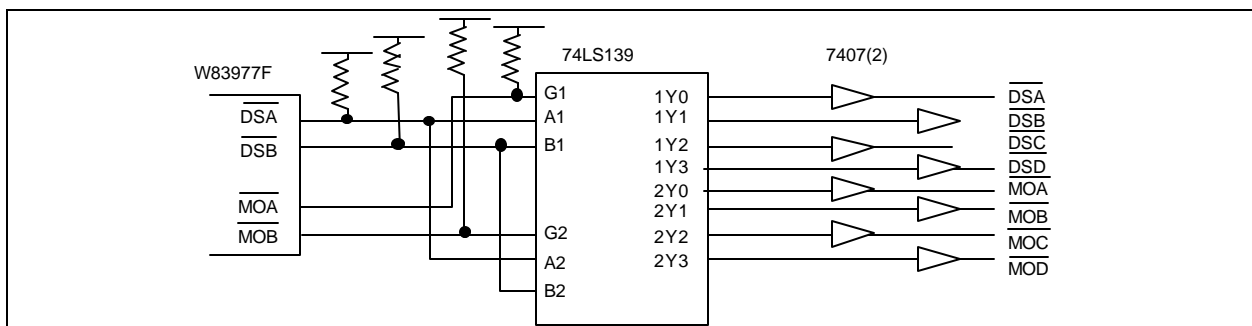 74LS139
7407(2)
W83977F
G1
1Y0
DSA
DSA
A1
1Y1
DSB
DSB
B1
1Y2
DSC
1Y3
DSD
2Y0
MOA
MOA
2Y1
MOB
MOB
G2
2Y2
MOC
A2
2Y3
MOD
B2